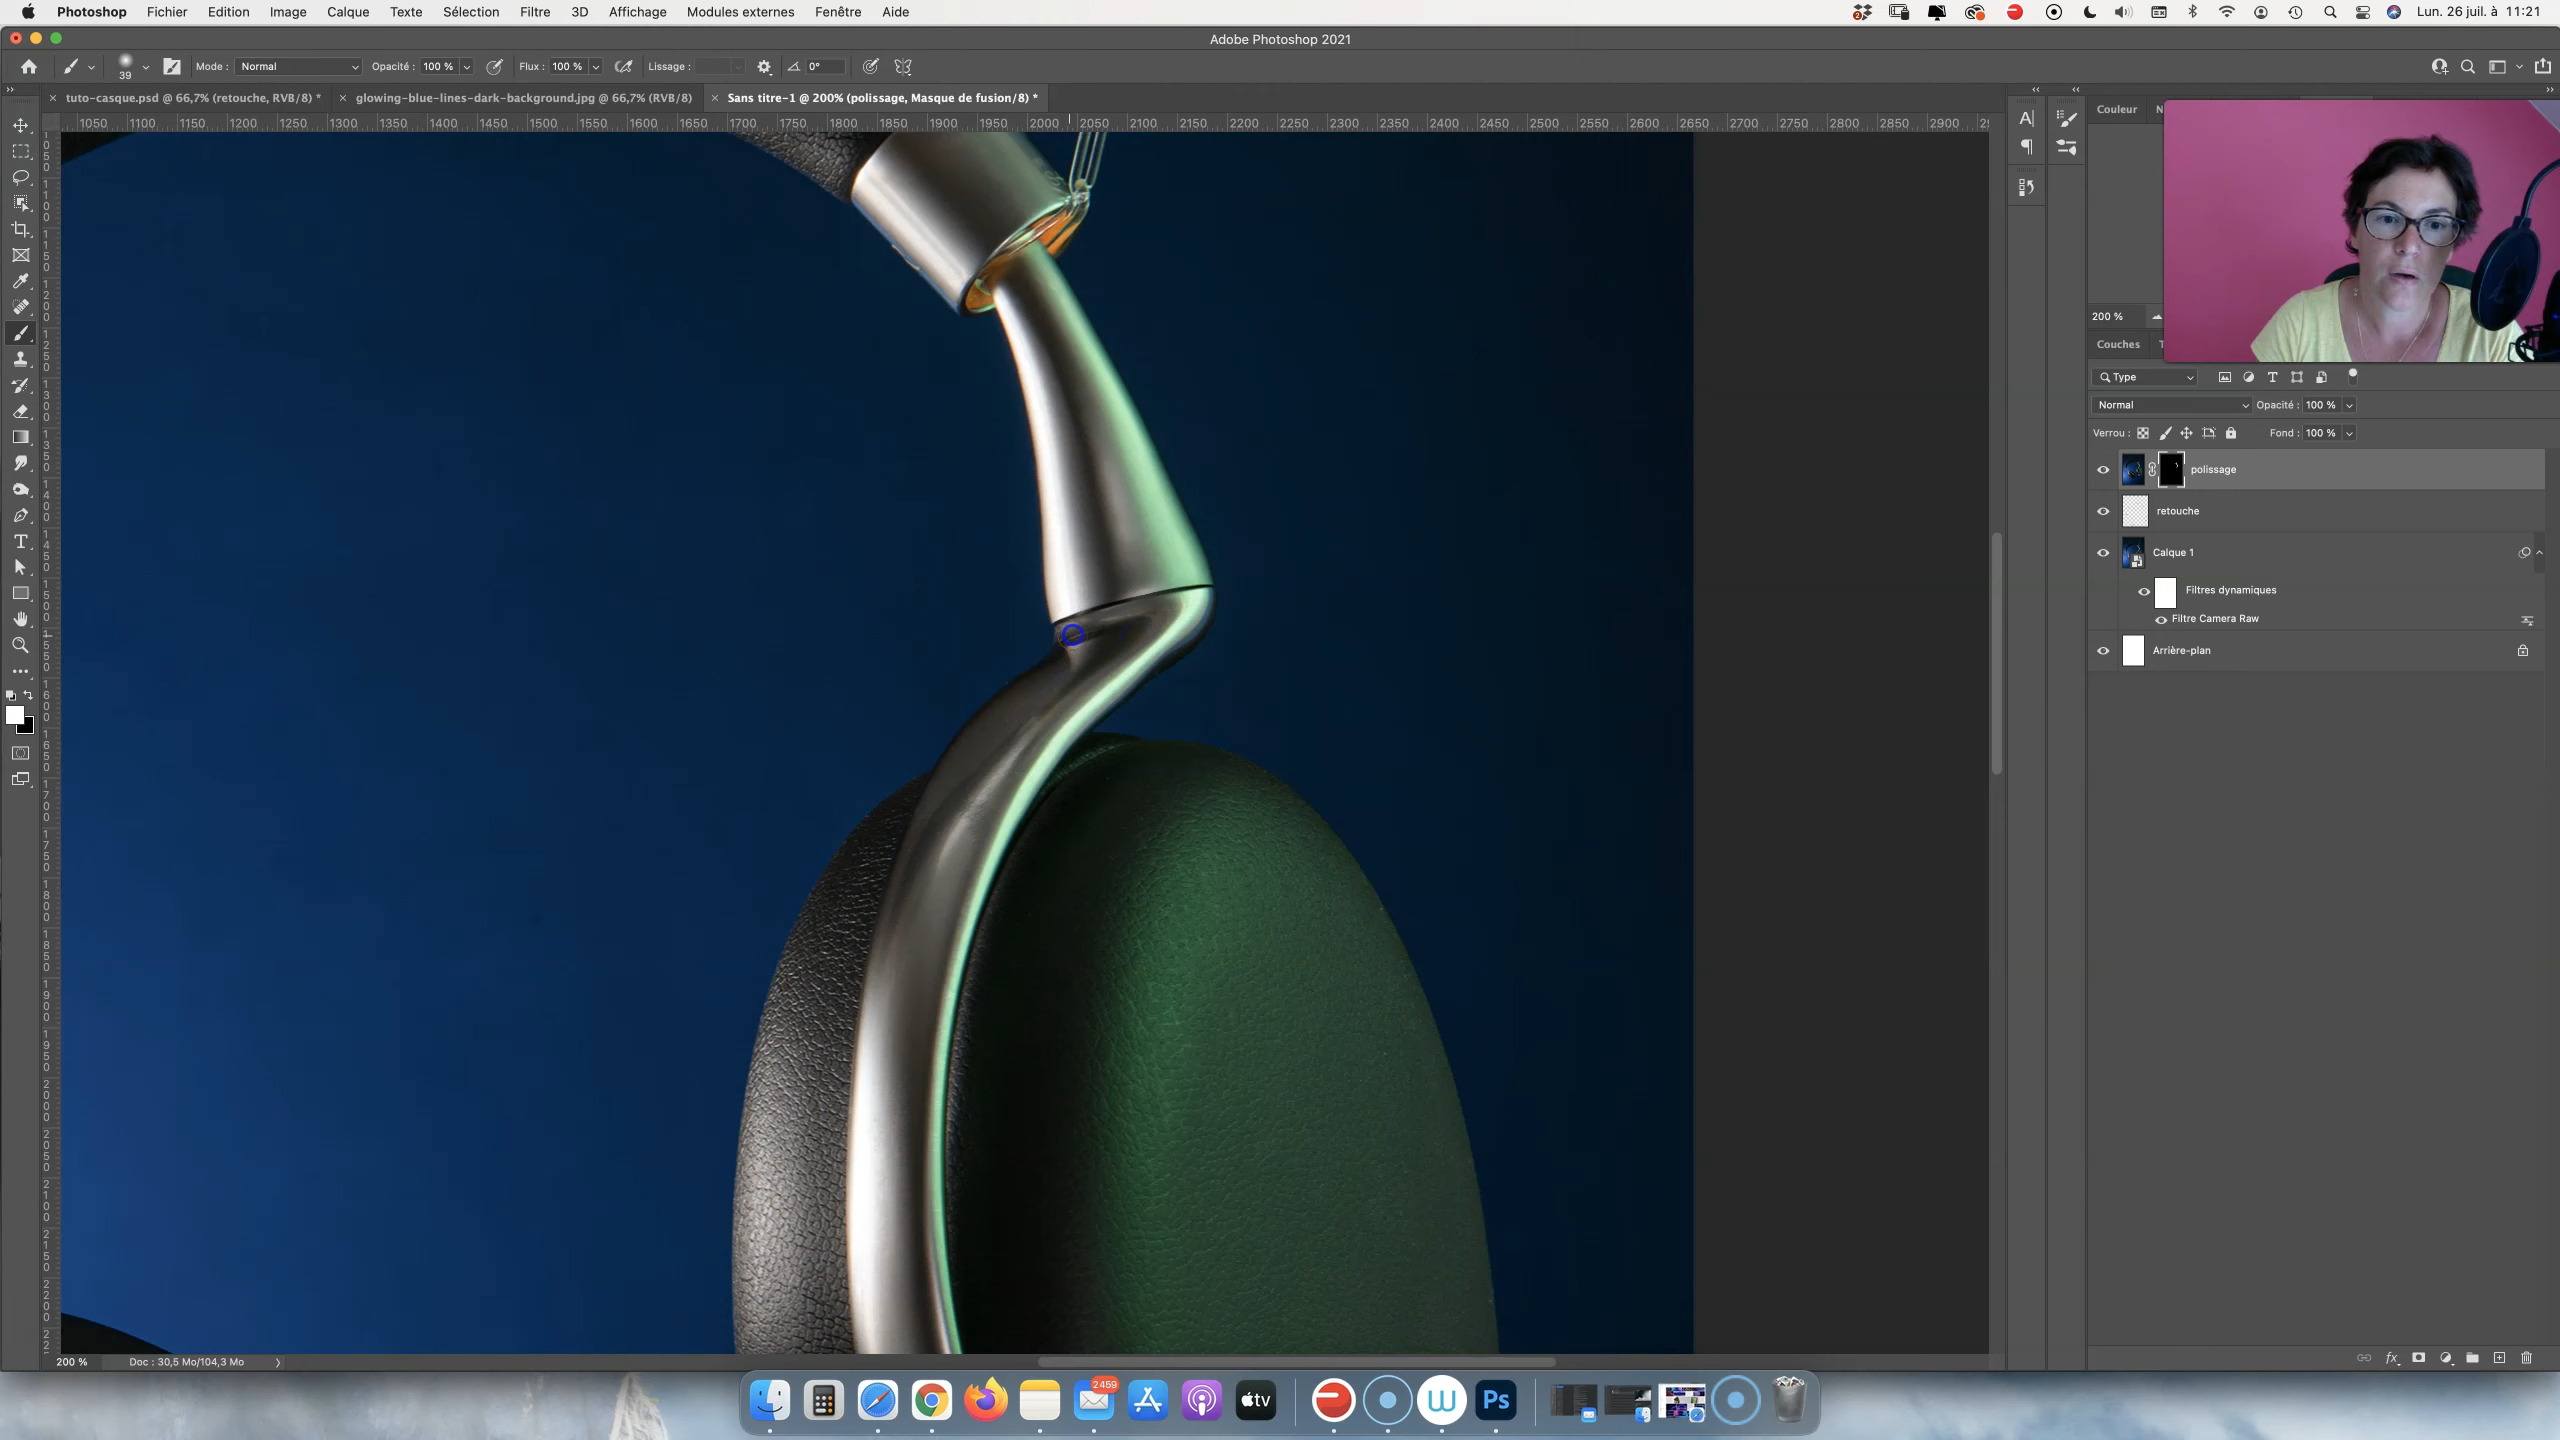 Photoshop Fichier Edition Image Calque Texte Sélection Filtre 3D Affichage Modules externes Fenêtre Aide
Lun. 26 juil. à 11:21
Adobe Photoshop 2021
39 Mode : Normal Opacité : 100 % Flux : 100 % Lissage : 0°
tuto-casque.psd @ 66,7% (retouche, RVB/8) * glowing-blue-lines-dark-background.jpg @ 66,7% (RVB/8) Sans titre-1 @ 200% (polissage, Masque de fusion/8) *
1050 1100 1150 1200 1250 1300 1350 1400 1450 1500 1550 1600 1650 1700 1750 1800 1850 1900 1950 2000 2050 2100 2150 2200 2250 2300 2350 2400 2450 2500 2550 2600 2650 2700 2750 2800 2850 2900
Couleur
200 %
Couches
Type
Normal Opacité : 100 %
Verrou : Fond : 100 %
polissage
retouche
Calque 1
Filtres dynamiques
Filtre Camera Raw
Arrière-plan
fx
200 % Doc : 30,5 Mo/104,3 Mo
2459
tv
W
Ps